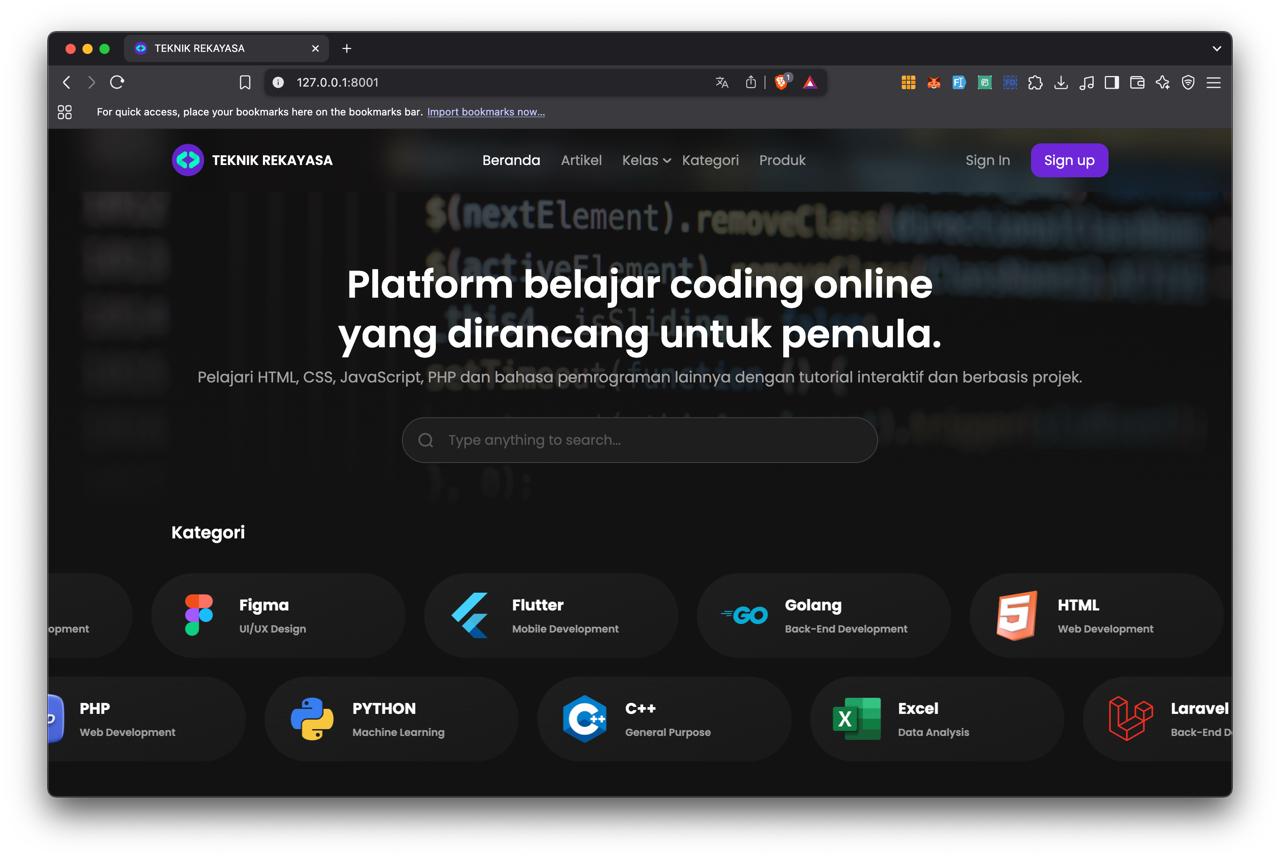 TEKNIK REKAYASA
127.0.0.1:8001
1
For quick access, place your bookmarks here on the bookmarks bar. Import bookmarks now...
TEKNIK REKAYASA
Beranda Artikel Kelas Kategori Produk
Sign In Sign up
$(nextElement).removeClass(
$(activeElement).removeClass(
Platform belajar coding online
yang dirancang untuk pemula.
Pelajari HTML, CSS, JavaScript, PHP dan bahasa pemrograman lainnya dengan tutorial interaktif dan berbasis projek.
Type anything to search...
}, 0);
Kategori
opment
Figma
UI/UX Design
Flutter
Mobile Development
GO
Golang
Back-End Development
5
HTML
Web Development
PHP
Web Development
PYTHON
Machine Learning
C++
C++
General Purpose
X
Excel
Data Analysis
Laravel
Back-End D